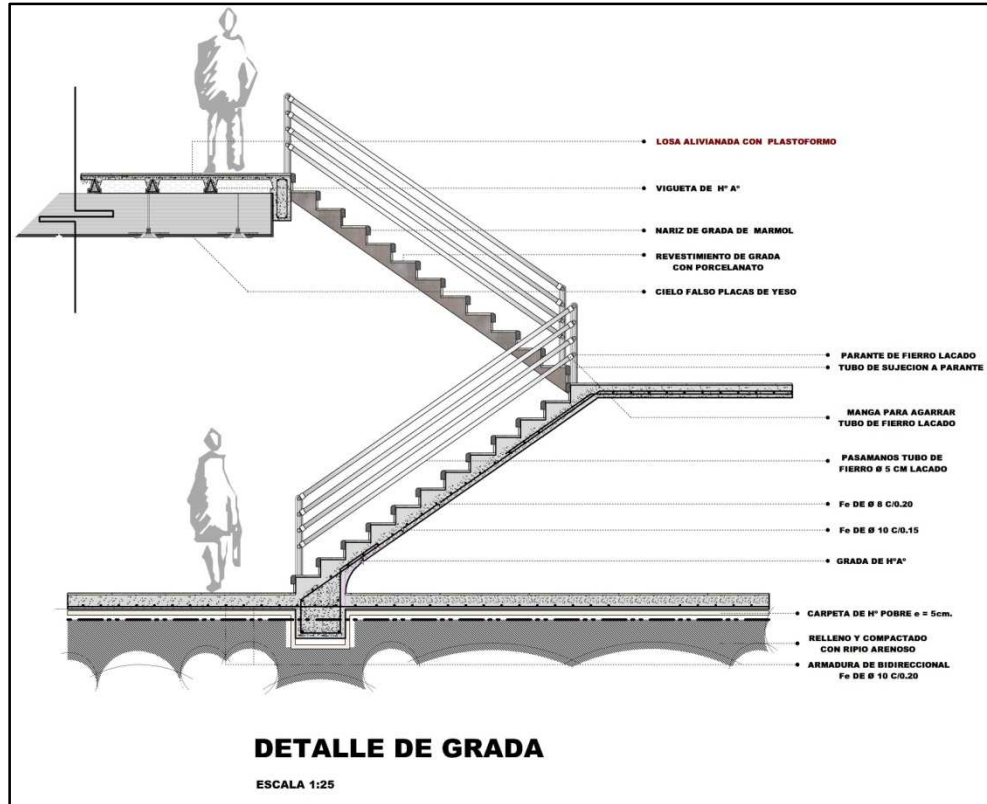 LOSA ALIVIANADA CON PLASTOFORMO
VIGUETA DE Hº Aº
NARIZ DE GRADA DE MARMOL
REVESTIMIENTO DE GRADA
CON PORCELANATO
CIELO FALSO PLACAS DE YESO
PARANTE DE FIERRO LACADO
TUBO DE SUJECION A PARANTE
MANGA PARA AGARRAR
TUBO DE FIERRO LACADO
PASAMANOS TUBO DE
FIERRO Ø 5 CM LACADO
Fe DE Ø 8 C/0.20
Fe DE Ø 10 C/0.15
GRADA DE HºAº
CARPETA DE Hº POBRE e = 5cm.
RELLENO Y COMPACTADO
CON RIPIO ARENOSO
ARMADURA DE BIDIRECCIONAL
Fe DE Ø 10 C/0.20
DETALLE DE GRADA
ESCALA 1:25